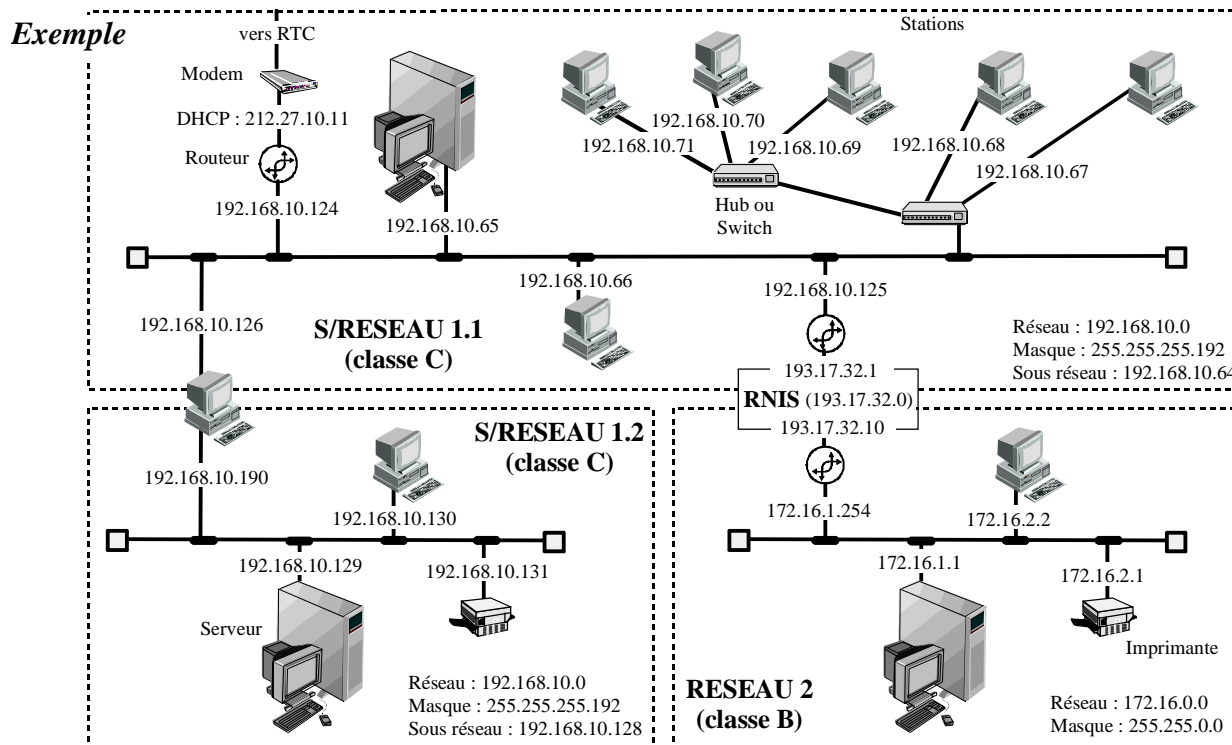 Exemple
vers RTC
Modem
DHCP : 212.27.10.11
Routeur
192.168.10.124
192.168.10.65
Stations
192.168.10.70
192.168.10.71
192.168.10.69
192.168.10.68
192.168.10.67
Hub ou
Switch
192.168.10.66
192.168.10.125
192.168.10.126
S/RESEAU 1.1
(classe C)
Réseau : 192.168.10.0
Masque : 255.255.255.192
Sous réseau : 192.168.10.64
193.17.32.1
RNIS (193.17.32.0)
193.17.32.10
S/RESEAU 1.2
(classe C)
192.168.10.190
192.168.10.130
192.168.10.129
192.168.10.131
Serveur
Réseau : 192.168.10.0
Masque : 255.255.255.192
Sous réseau : 192.168.10.128
172.16.1.254
172.16.2.2
172.16.1.1
172.16.2.1
Imprimante
RESEAU 2
(classe B)
Réseau : 172.16.0.0
Masque : 255.255.0.0